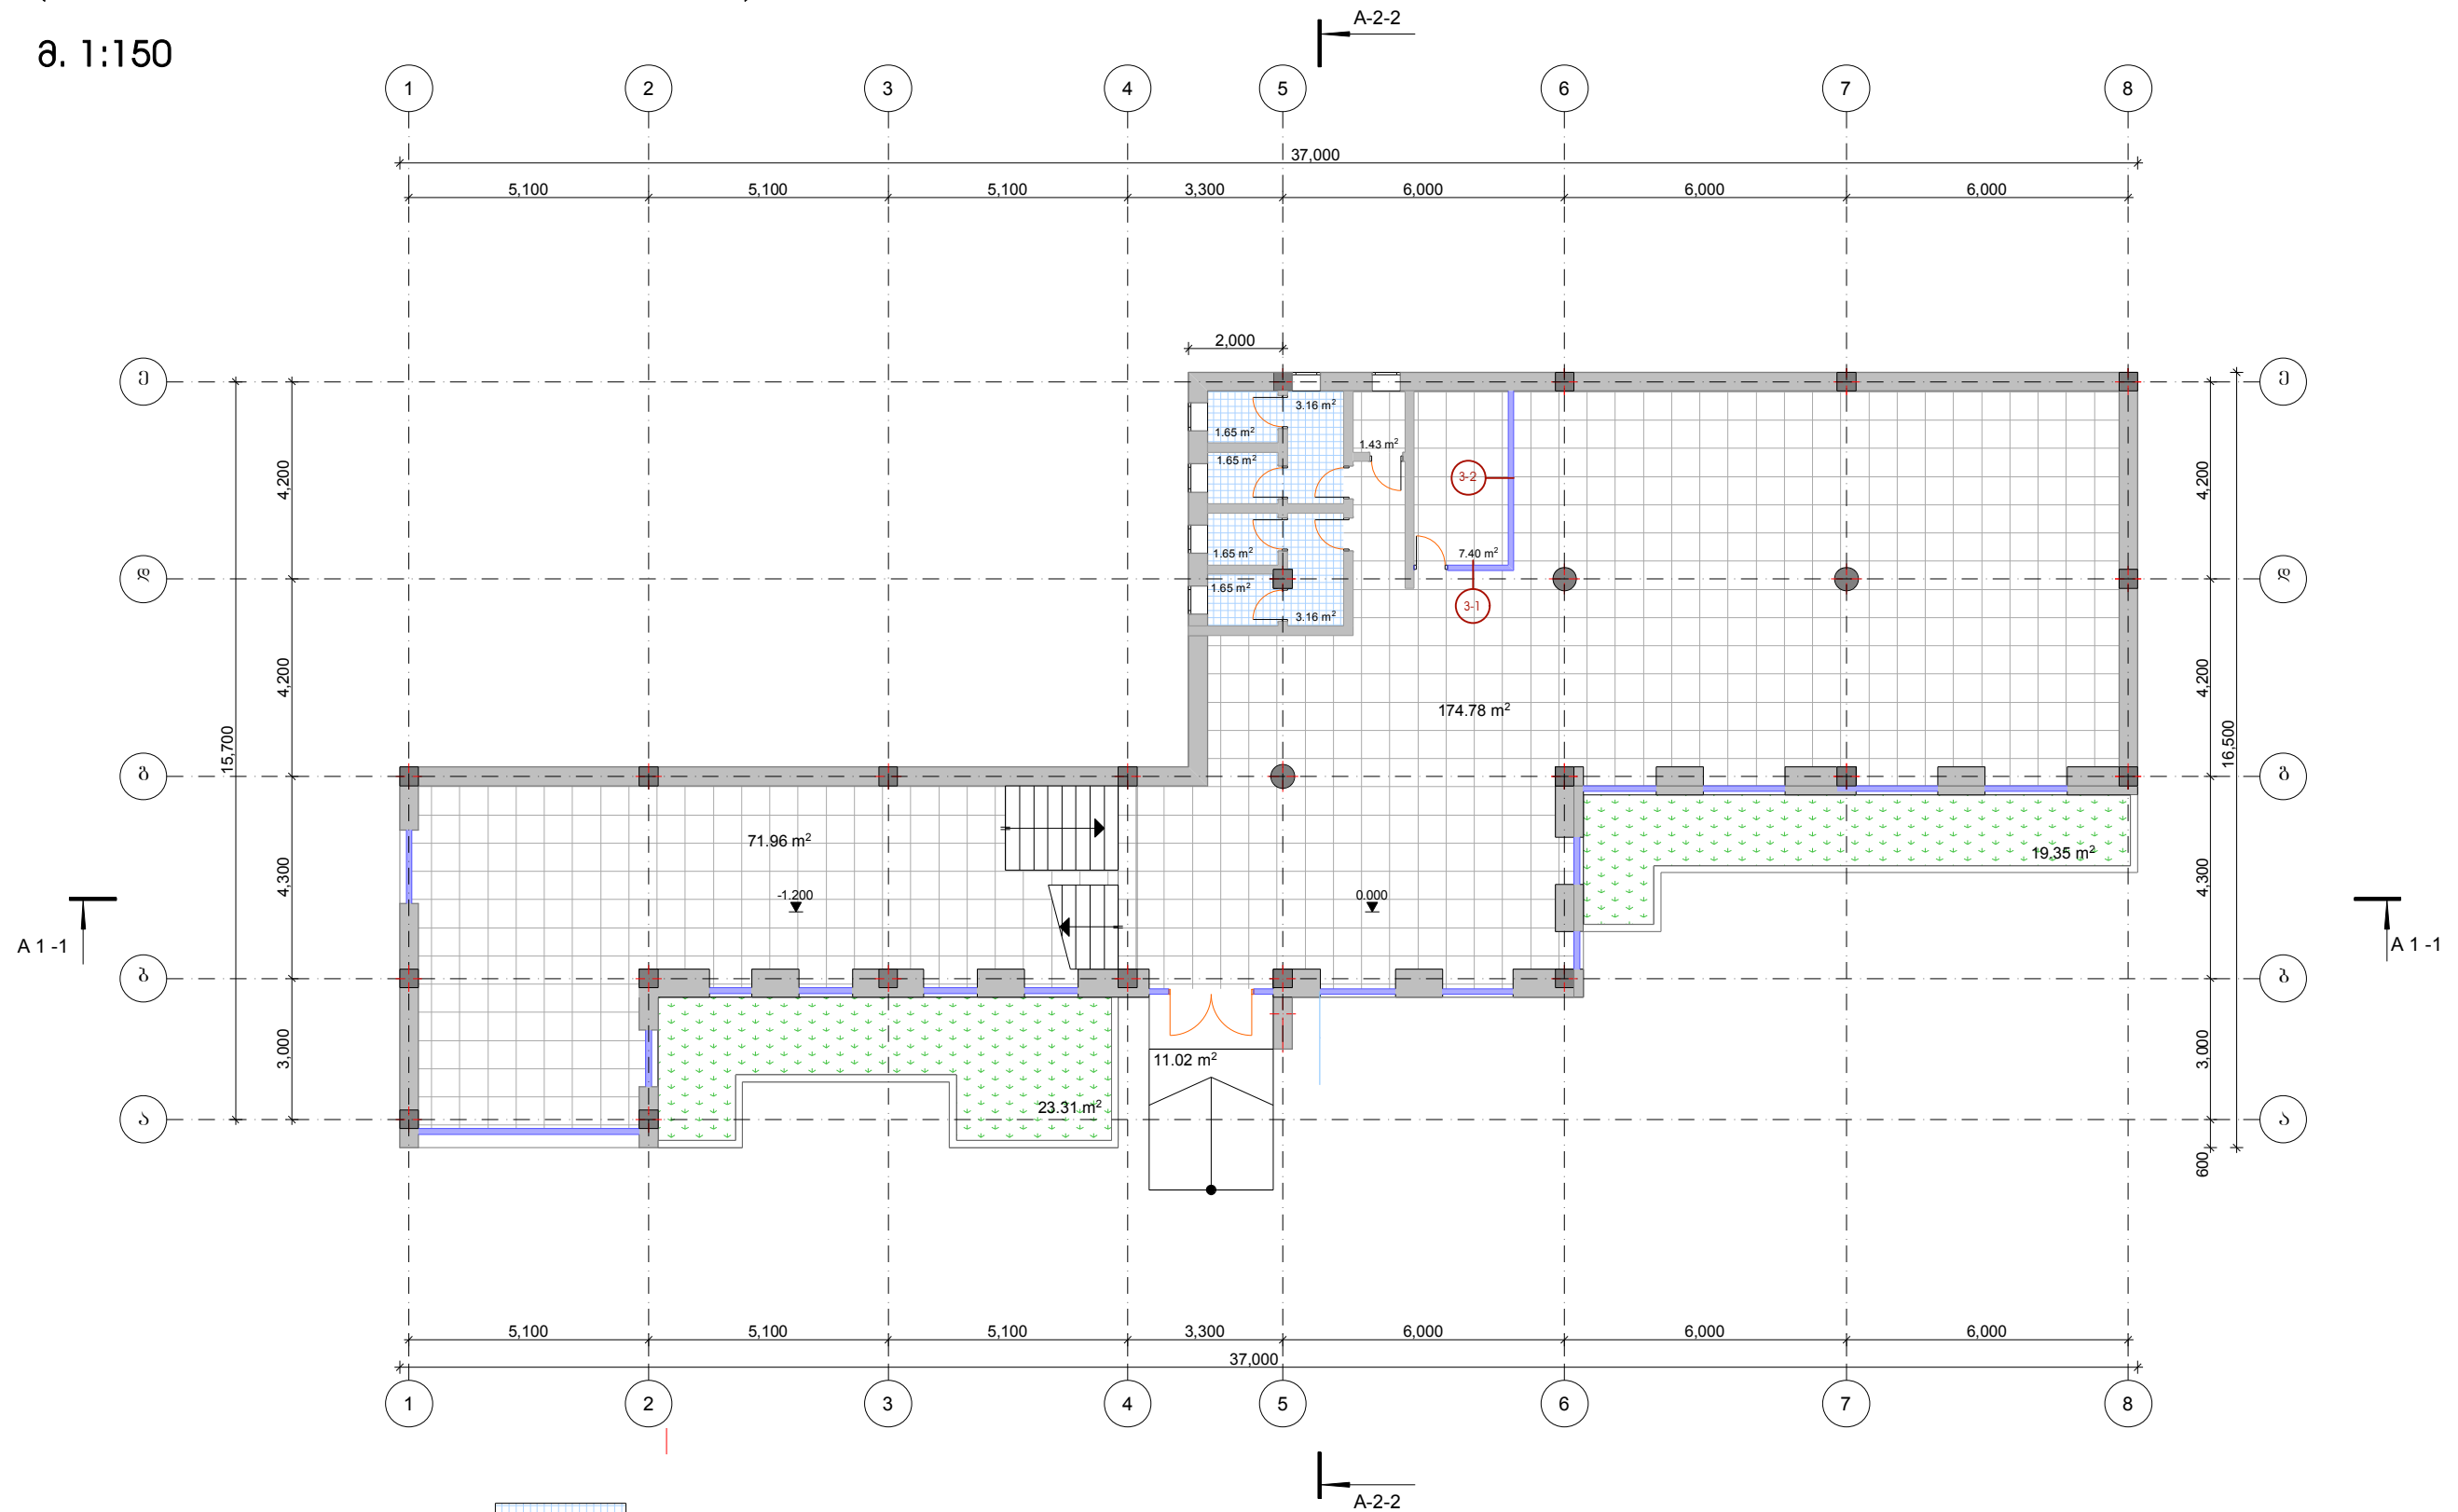 A-2-2
მ. 1:150
1 2 3 4 5 6 7 8
37,000
5,100 5,100 5,100 3,300 6,000 6,000 6,000
2,000
ე ე
3.16 m²
1.65 m²
1.43 m²
1.65 m²
4,200 3-2 4,200
1.65 m² 7.40 m²
დ დ
1.65 m²
3-1
3.16 m²
4,200 4,200
174.78 m²
15,700 16,500
გ გ
71.96 m²
19.35 m²
4,300 4,300
-1.200 0.000
A 1 -1 A 1 -1
ბ ბ
3,000 3,000
11.02 m²
23.31 m²
ა ა
600
5,100 5,100 5,100 3,300 6,000 6,000 6,000
37,000
1 2 3 4 5 6 7 8
A-2-2